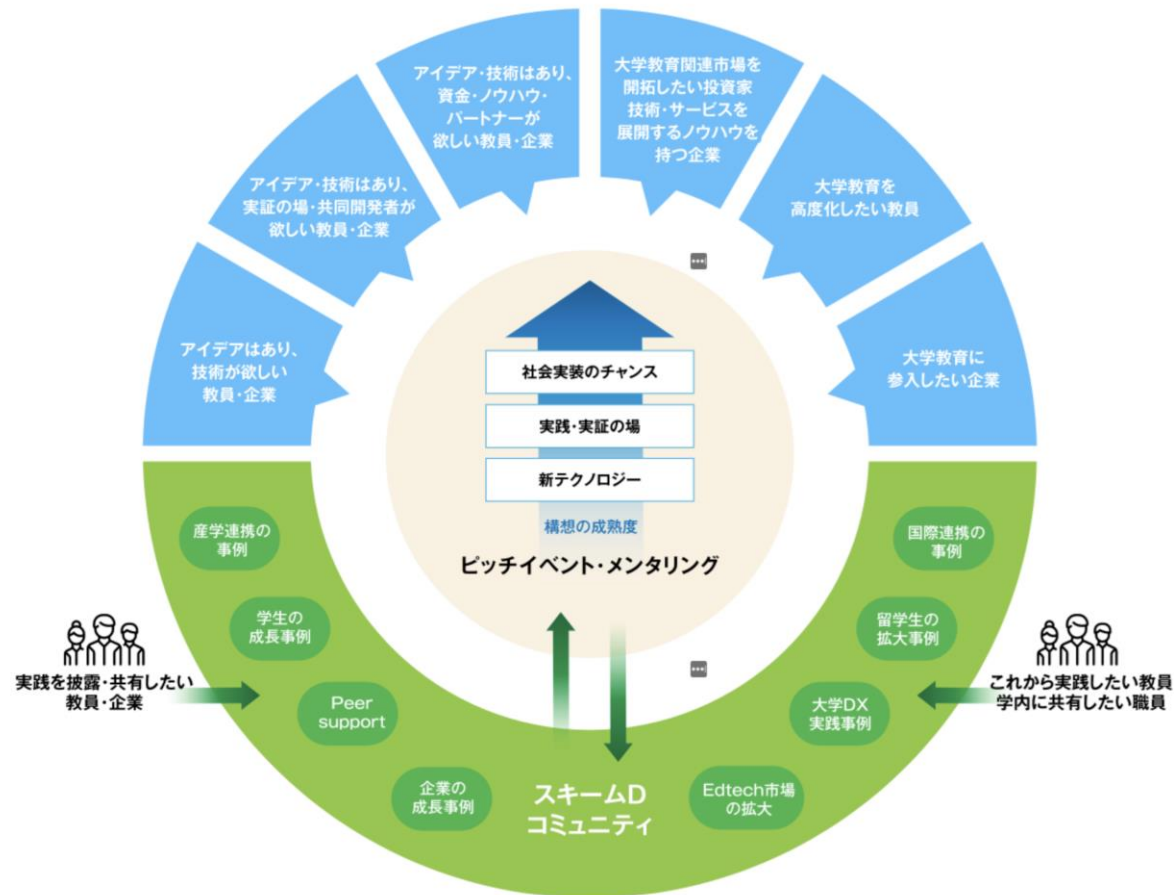 アイデア・技術はあり、
資金・ノウハウ・
パートナーが
欲しい教員・企業
大学教育関連市場を
開拓したい投資家
技術・サービスを
展開するノウハウを
持つ企業
アイデア・技術はあり、
実証の場・共同開発者が
欲しい教員・企業
大学教育を
高度化したい教員
アイデアはあり、
技術が欲しい
教員・企業
大学教育に
参入したい企業
社会実装のチャンス
実践・実証の場
新テクノロジー
構想の成熟度
ピッチイベント・メンタリング
産学連携の
事例
国際連携の
事例
学生の
成長事例
留学生の
拡大事例
実践を披露・共有したい
教員・企業
これから実践したい教員
学内に共有したい職員
Peer
support
大学DX
実践事例
企業の
成長事例
スキームD
コミュニティ
Edtech市場
の拡大